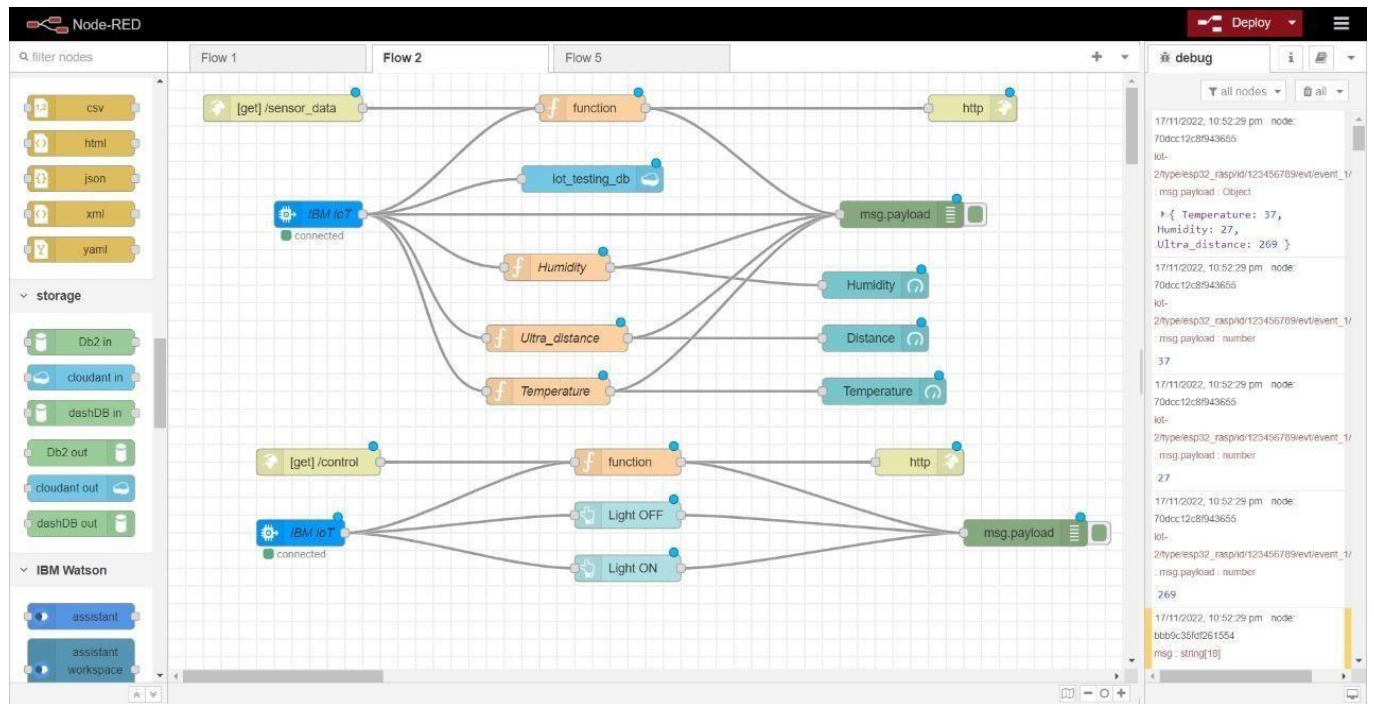 Node-RED
Deploy
filter nodes
Flow 1
Flow 2
Flow 5
debug
i
all nodes
all
1,2 csv
html
json
xml
yaml
storage
Db2 in
cloudant in
dashDB in
Db2 out
cloudant out
dashDB out
IBM Watson
assistant
assistant
workspace
[get] /sensor_data
f function
http
iot_testing_db
IBM IoT
connected
msg.payload
f Humidity
Humidity
f Ultra_distance
Distance
f Temperature
Temperature
[get] /control
f function
http
Light OFF
IBM IoT
connected
msg.payload
Light ON
17/11/2022, 10:52:29 pm node:
70dcc12c8f943655
iot-
2/type/esp32_rasp/id/123456789/evt/event_1/
: msg.payload : Object
{ Temperature: 37,
Humidity: 27,
Ultra_distance: 269 }
17/11/2022, 10:52:29 pm node:
70dcc12c8f943655
iot-
2/type/esp32_rasp/id/123456789/evt/event_1/
: msg.payload : number
37
17/11/2022, 10:52:29 pm node:
70dcc12c8f943655
iot-
2/type/esp32_rasp/id/123456789/evt/event_1/
: msg.payload : number
27
17/11/2022, 10:52:29 pm node:
70dcc12c8f943655
iot-
2/type/esp32_rasp/id/123456789/evt/event_1/
: msg.payload : number
269
17/11/2022, 10:52:29 pm node:
bbb9c35fdf261554
msg : string[18]